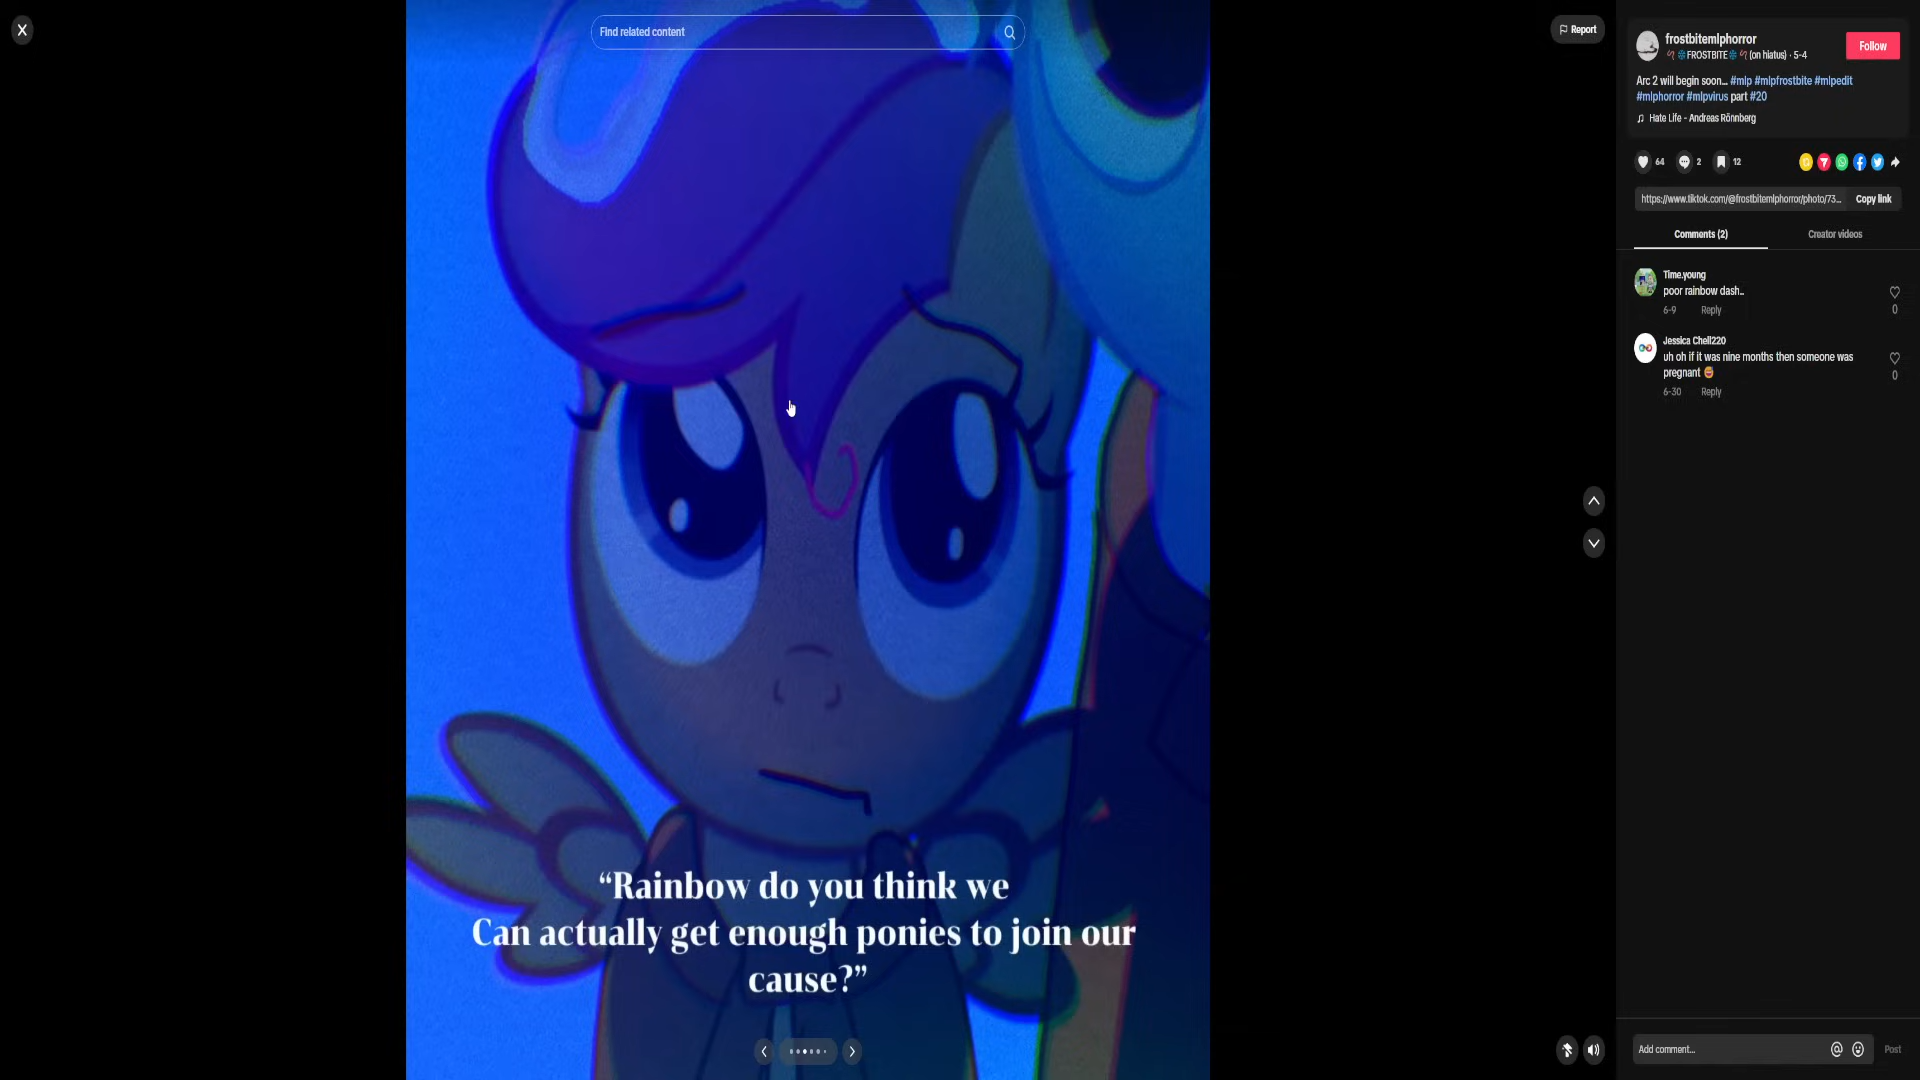 Find related content
Report
frostbitemlphorror
FROSTBITE (on hiatus) · 5-4
Follow
Arc 2 will begin soon... #mlp #mlpfrostbite #mlpedit
#mlphorror #mlpvirus part #20
Hate Life - Andreas Rönnberg
64
2
12
https://www.tiktok.com/@frostbitemlphorror/photo/73...
Copy link
Comments (2)
Creator videos
Time.young
poor rainbow dash..
6-9
Reply
0
Jessica Chell220
uh oh if it was nine months then someone was
pregnant
6-30
Reply
0
“Rainbow do you think we
Can actually get enough ponies to join our
cause?”
Add comment...
Post